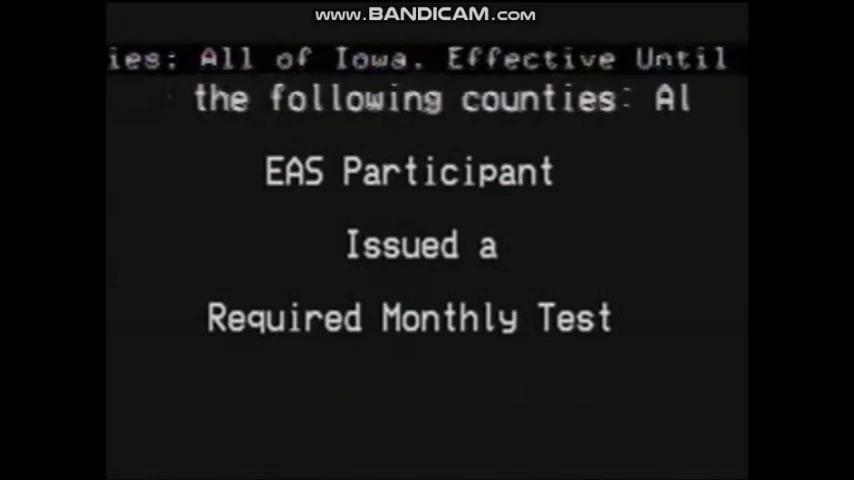 www.BANDICAM.com
ies: All of Iowa. Effective Until
the following counties: Al
EAS Participant
Issued a
Required Monthly Test